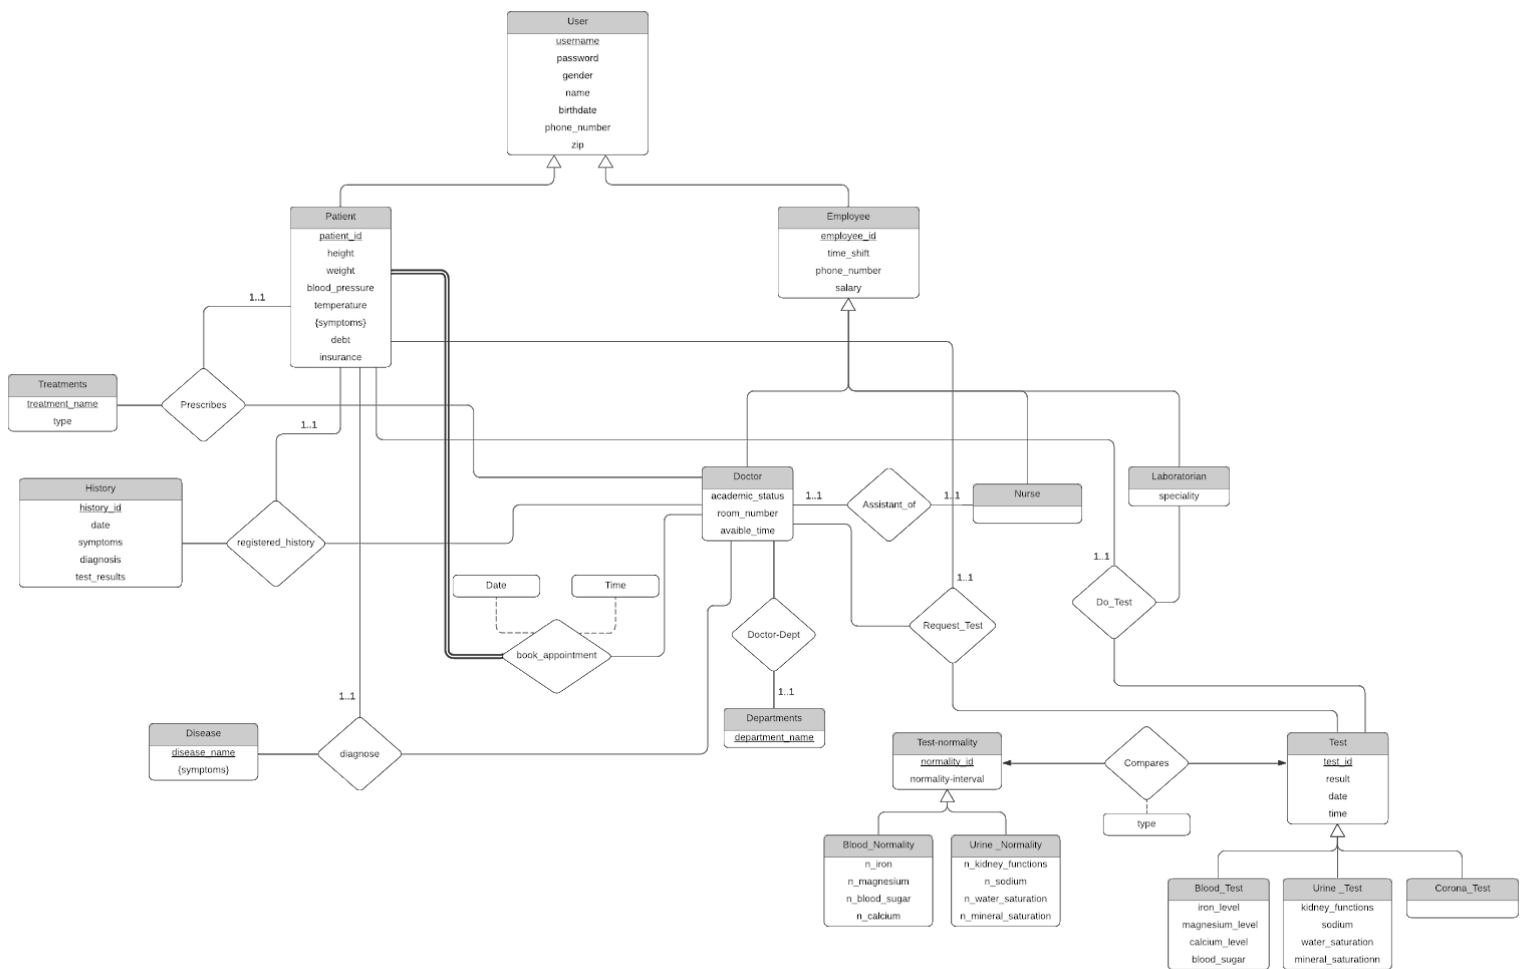 User
username
password
gender
name
birthdate
phone_number
zip
Patient
patient_id
height
weight
blood_pressure
temperature
{symptoms}
debt
insurance
Employee
employee_id
time_shift
phone_number
salary
1..1
Treatments
treatment_name
type
Prescribes
1..1
History
history_id
date
symptoms
diagnosis
test_results
registered_history
Doctor
academic_status
room_number
avaible_time
1..1
Assistant_of
1..1
Nurse
Laboratorian
speciality
1..1
Do_Test
1..1
Request_Test
Date
Time
book_appointment
Doctor-Dept
1..1
Departments
department_name
1..1
Disease
disease_name
{symptoms}
diagnose
Test-normality
normality_id
normality-interval
Compares
type
Test
test_id
result
date
time
Blood_Normality
n_iron
n_magnesium
n_blood_sugar
n_calcium
Urine _Normality
n_kidney_functions
n_sodium
n_water_saturation
n_mineral_saturation
Blood_Test
iron_level
magnesium_level
calcium_level
blood_sugar
Urine _Test
kidney_functions
sodium
water_saturation
mineral_saturationn
Corona_Test